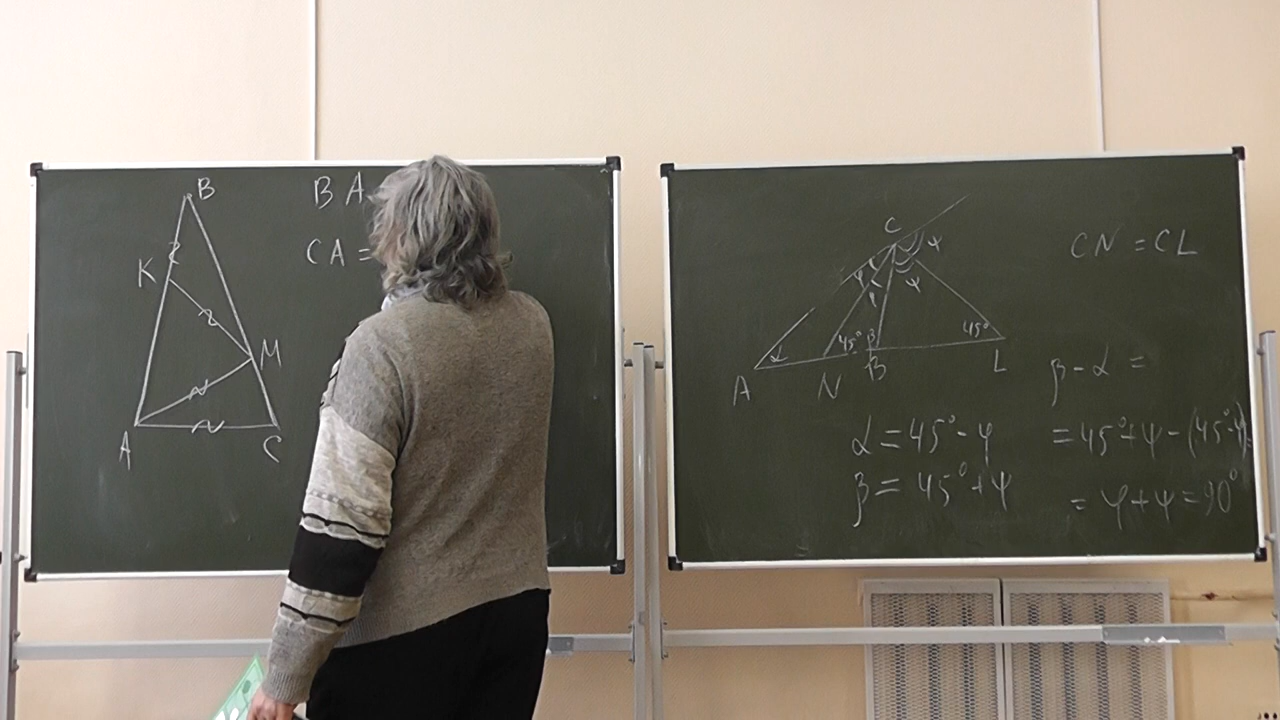 B
K
M
A
C
BA
CA =
C
φ
ψ
φ
ψ
α
45°
β
45°
A
N
B
L
CN = CL
β - α =
α = 45° - φ
= 45° + ψ - (45° - φ) =
β = 45° + ψ
= φ + ψ = 90°